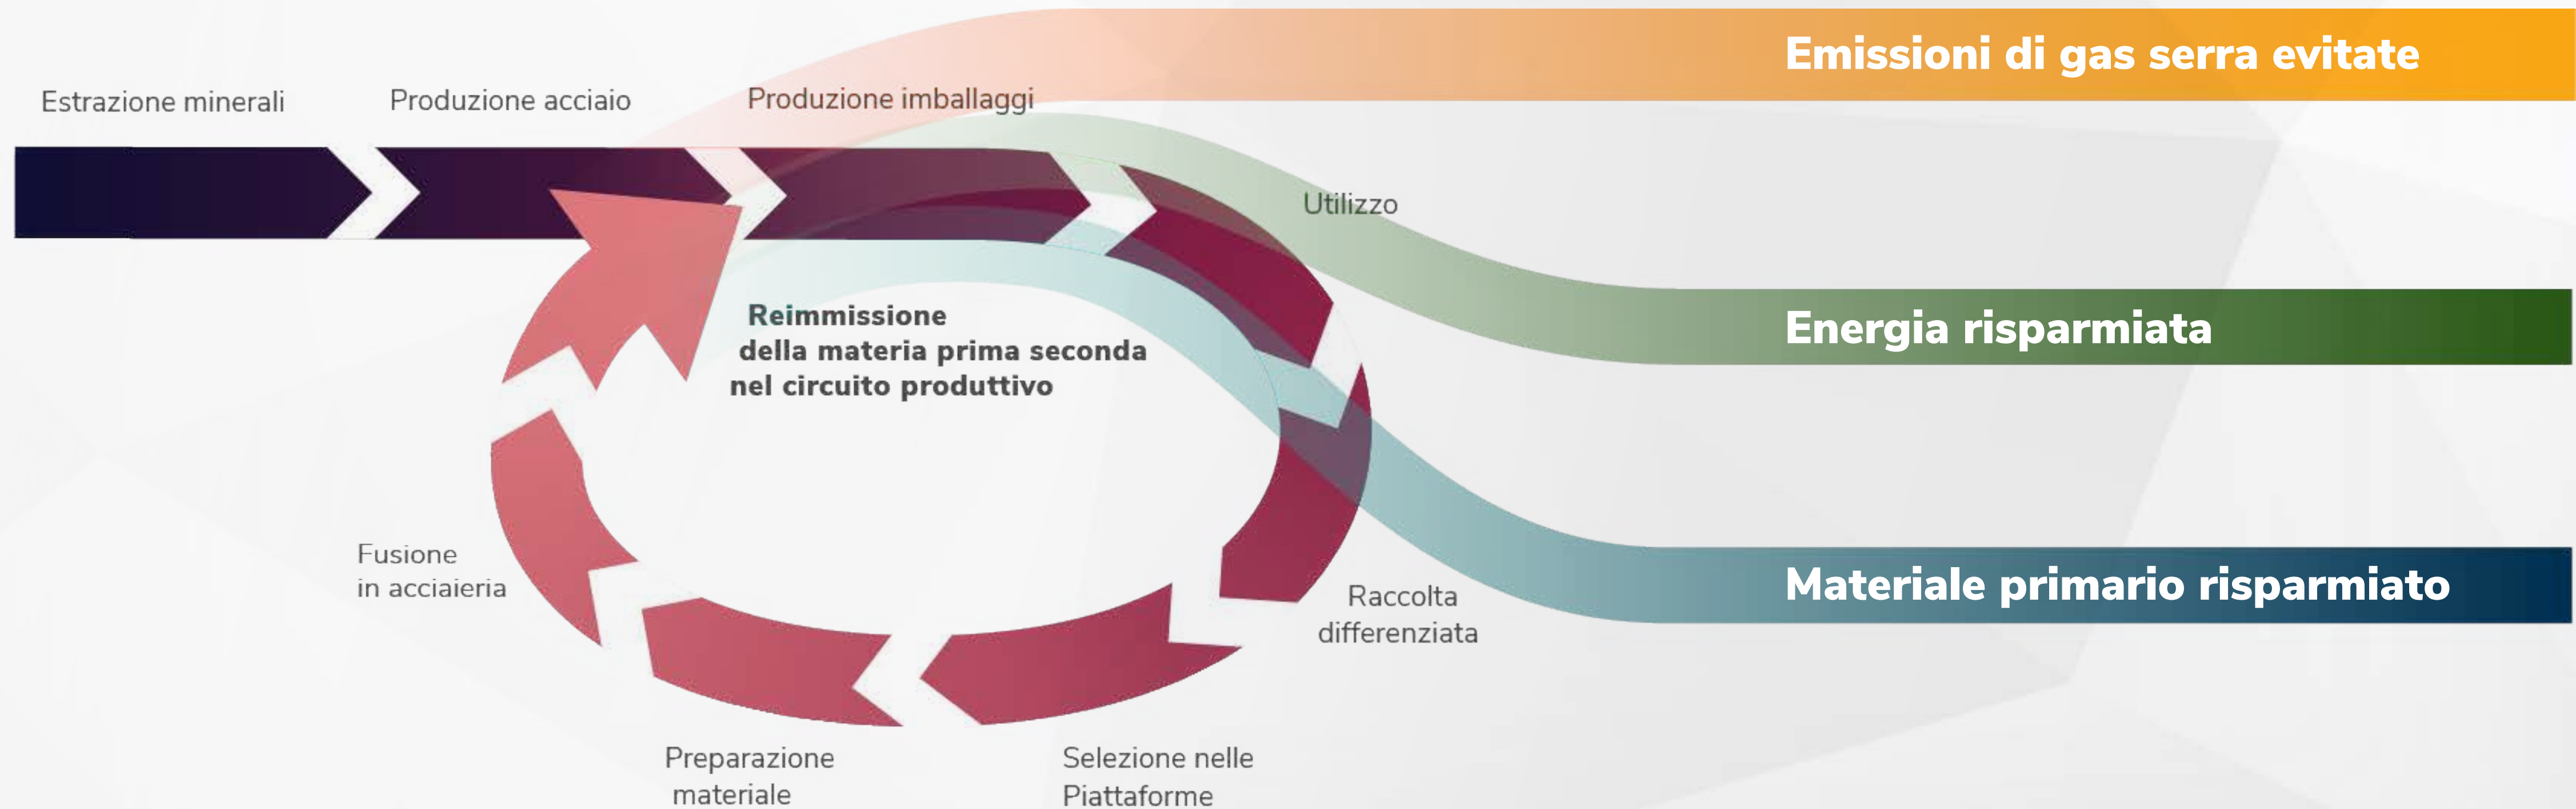 Emissioni di gas serra evitate
Estrazione minerali
Produzione acciaio
Produzione imballaggi
Utilizzo
Reimmissione
della materia prima seconda
nel circuito produttivo
Energia risparmiata
Fusione
in acciaieria
Raccolta
differenziata
Materiale primario risparmiato
Preparazione
materiale
Selezione nelle
Piattaforme